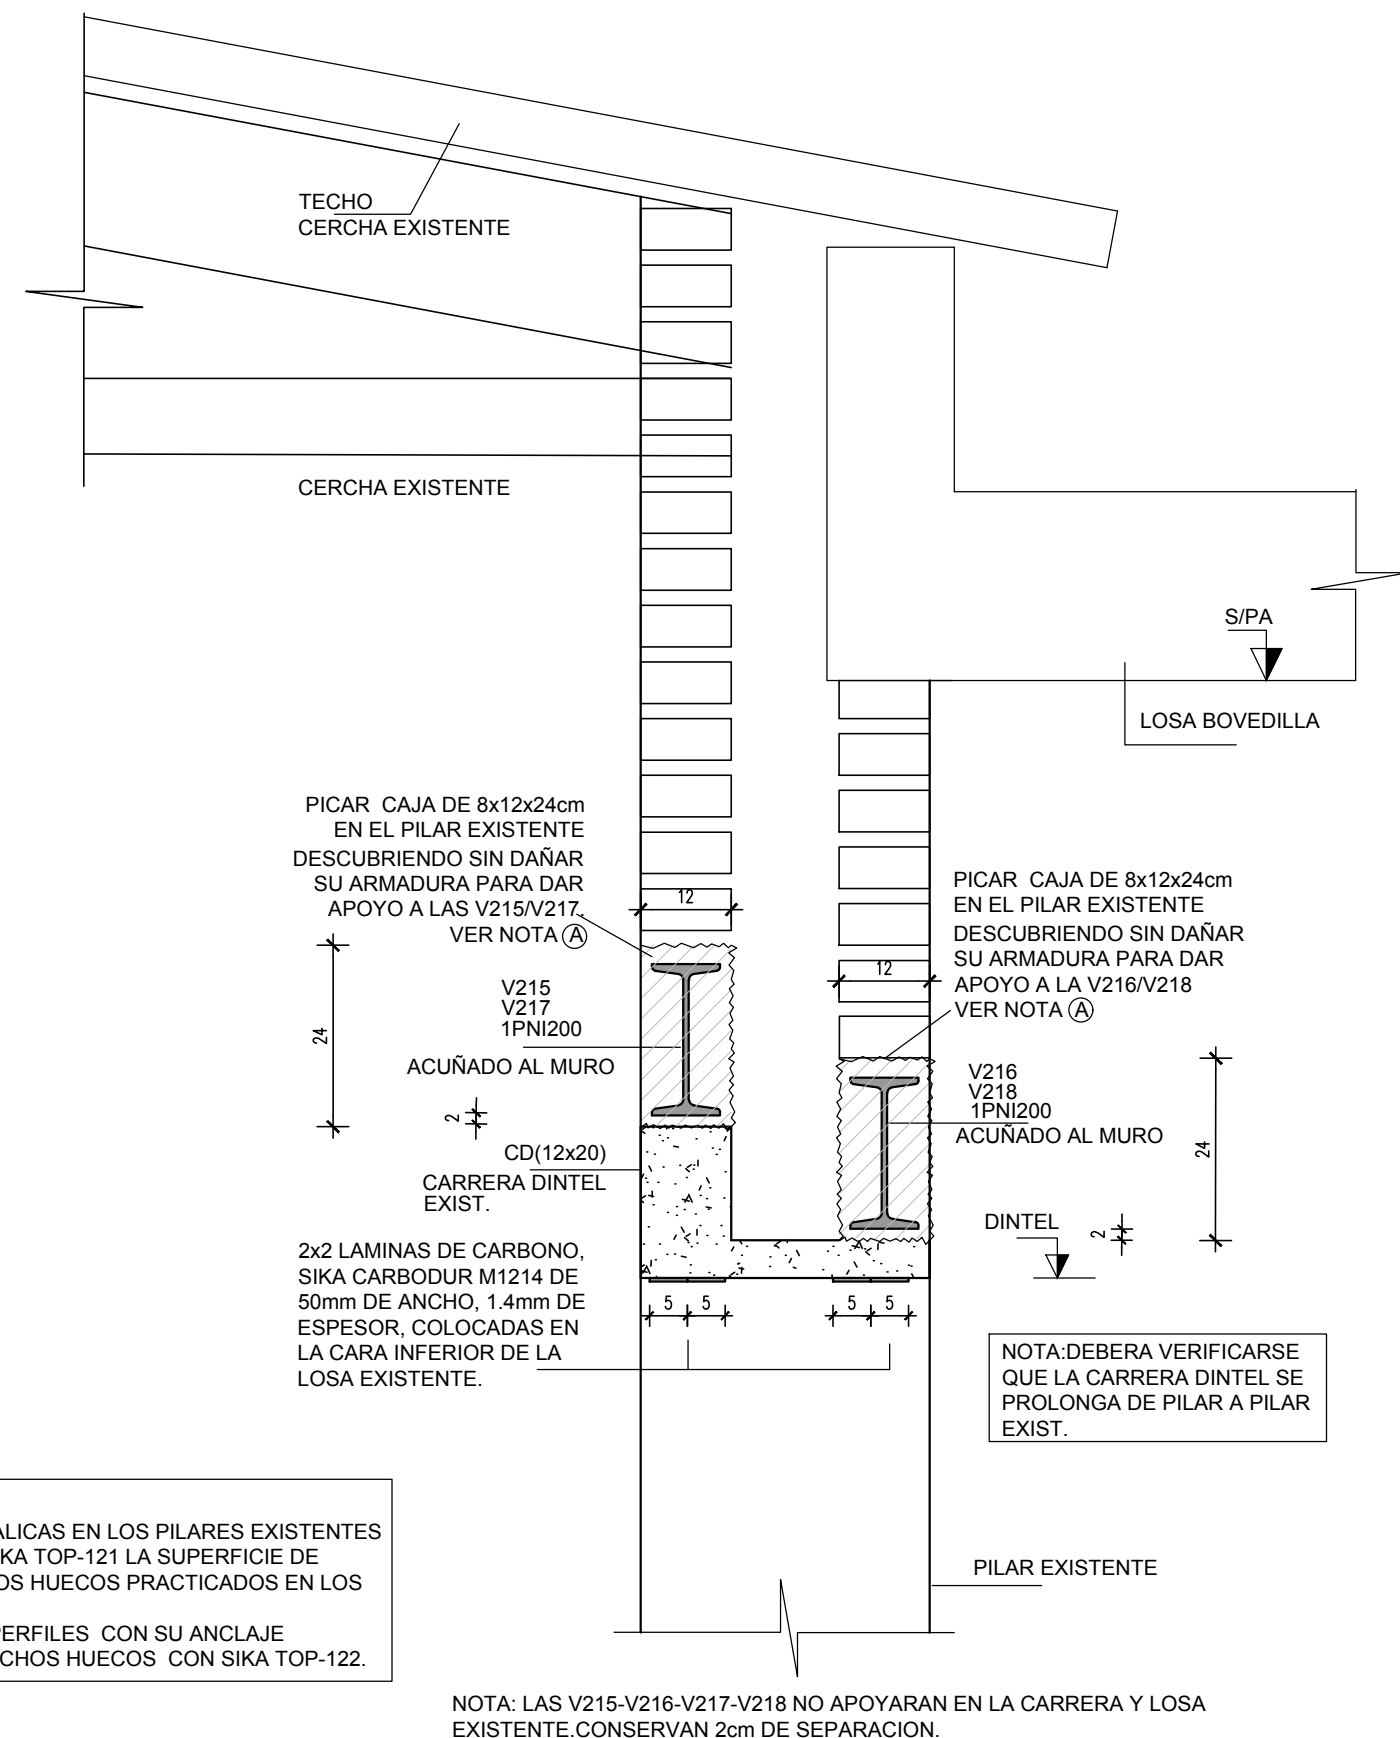 TECHO
CERCHA EXISTENTE
CERCHA EXISTENTE
S/PA
LOSA BOVEDILLA
PICAR CAJA DE 8x12x24cm
EN EL PILAR EXISTENTE
DESCUBRIENDO SIN DAÑAR
SU ARMADURA PARA DAR
APOYO A LAS V215/V217.
VER NOTA A
12
24
V215
V217
1PNI200
ACUÑADO AL MURO
2
CD(12x20)
CARRERA DINTEL
EXIST.
2x2 LAMINAS DE CARBONO,
SIKA CARBODUR M1214 DE
50mm DE ANCHO, 1.4mm DE
ESPESOR, COLOCADAS EN
LA CARA INFERIOR DE LA
LOSA EXISTENTE.
5 5
5 5
PICAR CAJA DE 8x12x24cm
EN EL PILAR EXISTENTE
DESCUBRIENDO SIN DAÑAR
SU ARMADURA PARA DAR
APOYO A LA V216/V218
VER NOTA A
12
V216
V218
1PNI200
ACUÑADO AL MURO
24
DINTEL
2
NOTA:DEBERA VERIFICARSE
QUE LA CARRERA DINTEL SE
PROLONGA DE PILAR A PILAR
EXIST.
ALICAS EN LOS PILARES EXISTENTES
KA TOP-121 LA SUPERFICIE DE
OS HUECOS PRACTICADOS EN LOS
PERFILES CON SU ANCLAJE
CHOS HUECOS CON SIKA TOP-122.
PILAR EXISTENTE
NOTA: LAS V215-V216-V217-V218 NO APOYARAN EN LA CARRERA Y LOSA
EXISTENTE.CONSERVAN 2cm DE SEPARACION.